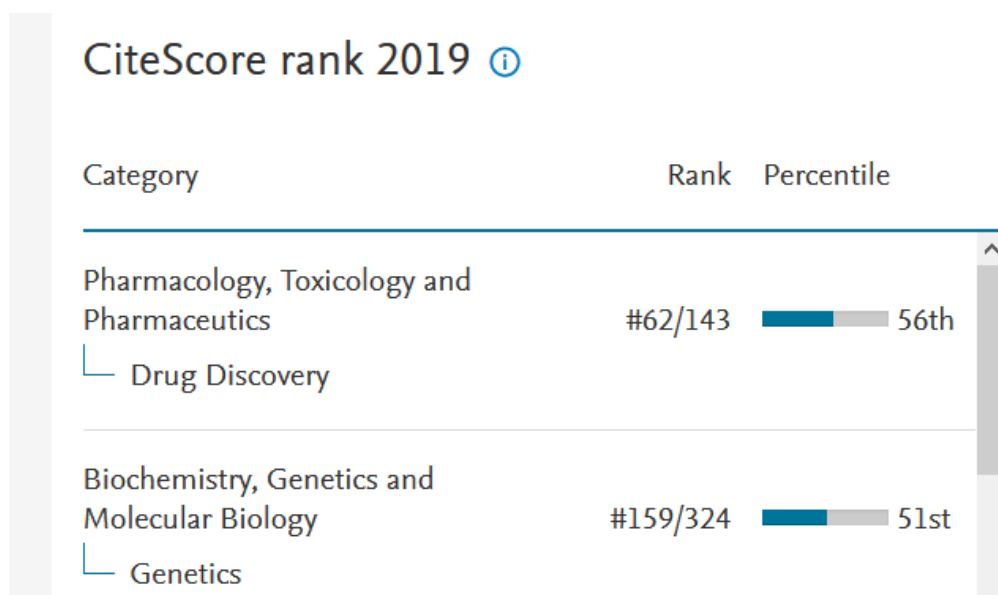 CiteScore rank 2019
Category Rank Percentile
Pharmacology, Toxicology and
Pharmaceutics #62/143 56th
Drug Discovery
Biochemistry, Genetics and
Molecular Biology #159/324 51st
Genetics